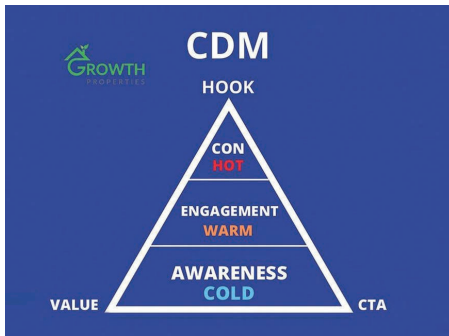 CDM
GROWTH
PROPERTIES
HOOK
CON
HOT
ENGAGEMENT
WARM
AWARENESS
COLD
VALUE
CTA